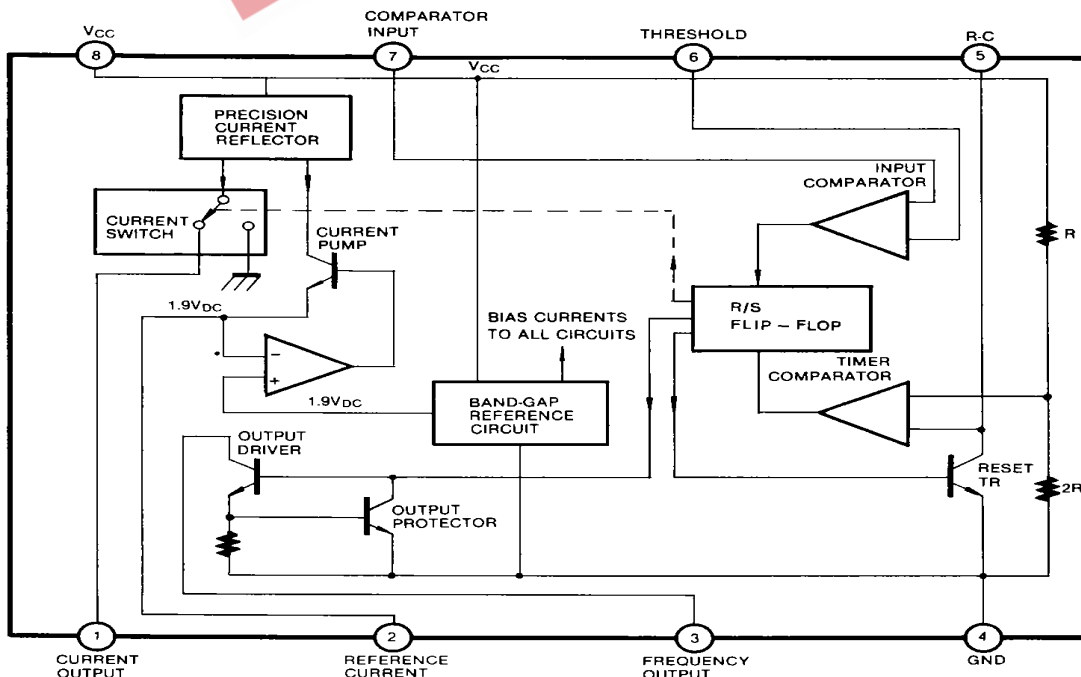 VCC
8
COMPARATOR
INPUT
7
THRESHOLD
6
R-C
5
VCC
PRECISION
CURRENT
REFLECTOR
INPUT
COMPARATOR
CURRENT
SWITCH
CURRENT
PUMP
R
1.9VDC
BIAS CURRENTS
TO ALL CIRCUITS
R/S
FLIP – FLOP
TIMER
COMPARATOR
−
+
1.9VDC
BAND-GAP
REFERENCE
CIRCUIT
OUTPUT
DRIVER
RESET
TR
2R
OUTPUT
PROTECTOR
1
CURRENT
OUTPUT
2
REFERENCE
CURRENT
3
FREQUENCY
OUTPUT
4
GND